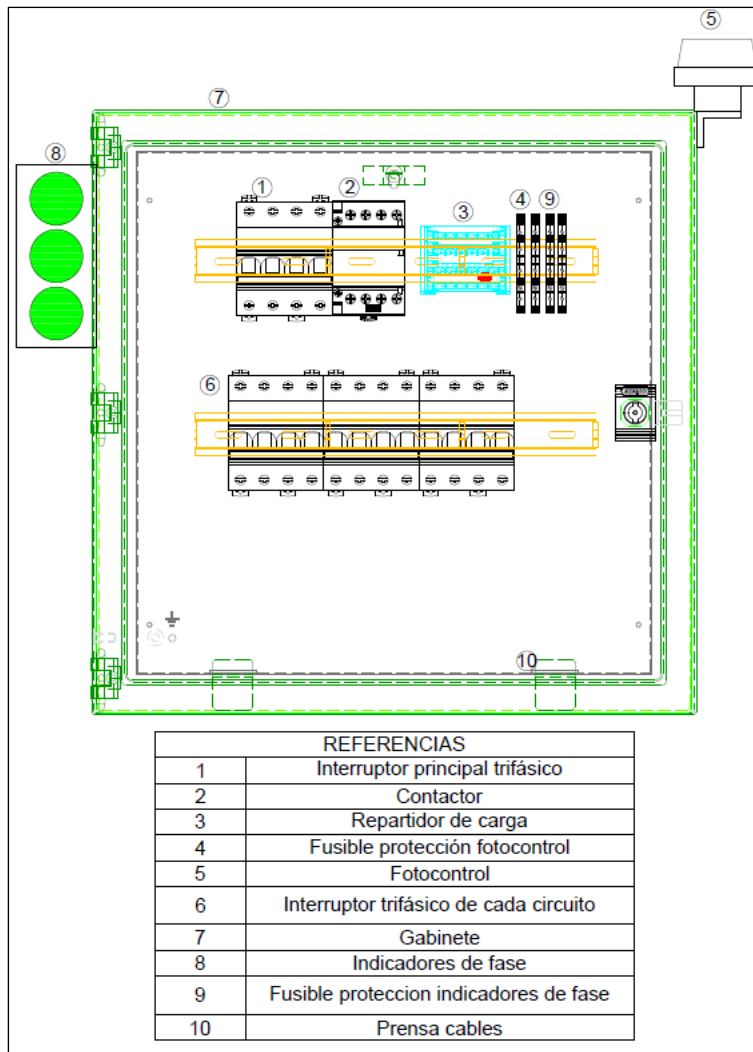 5
7
8
1
2
3
4
9
6
10
REFERENCIAS
1 Interruptor principal trifásico
2 Contactor
3 Repartidor de carga
4 Fusible protección fotocontrol
5 Fotocontrol
6 Interruptor trifásico de cada circuito
7 Gabinete
8 Indicadores de fase
9 Fusible proteccion indicadores de fase
10 Prensa cables